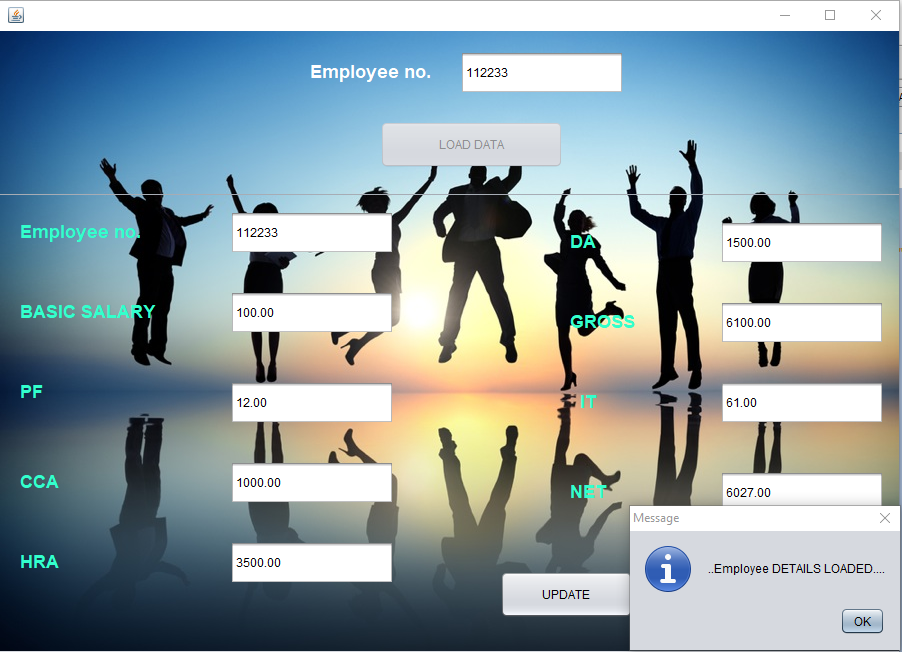 Employee no.
112233
LOAD DATA
Employee no.
112233
DA
1500.00
BASIC SALARY
100.00
GROSS
6100.00
PF
12.00
IT
61.00
CCA
1000.00
NET
6027.00
HRA
3500.00
UPDATE
Message
..Employee DETAILS LOADED....
OK